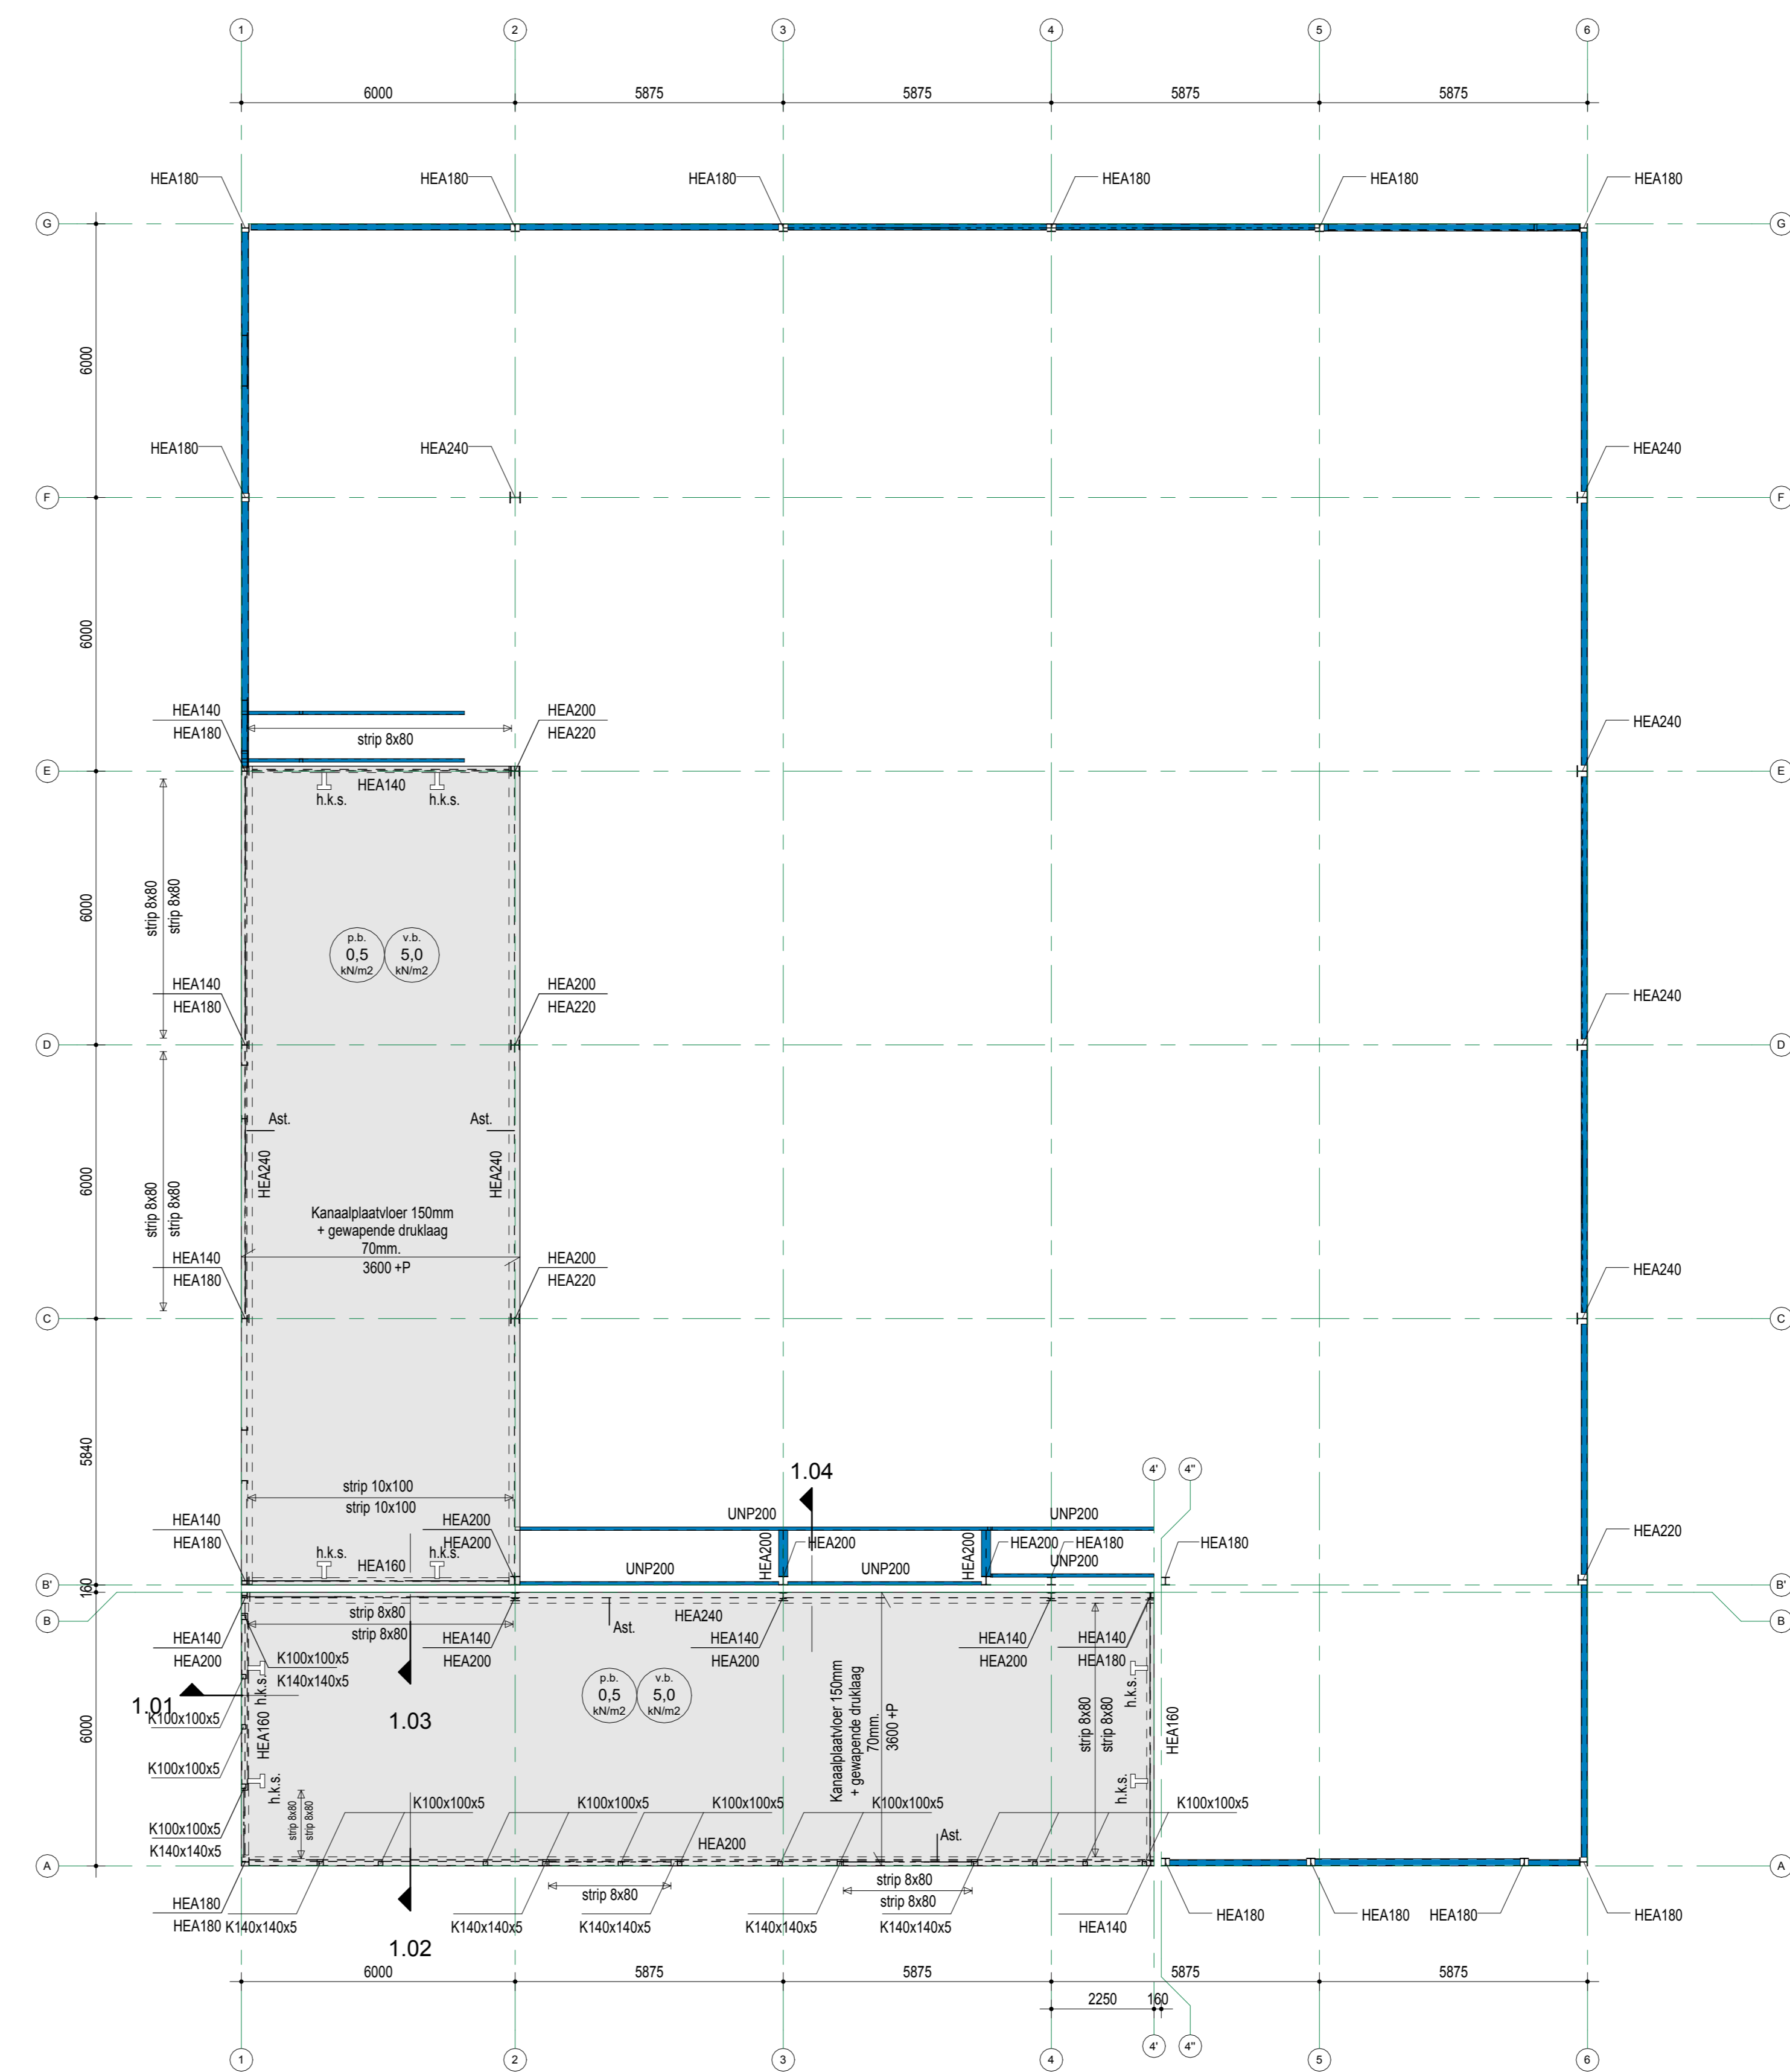 1 2 3 4 5 6
6000 5875 5875 5875 5875
HEA180 HEA180 HEA180 HEA180 HEA180 HEA180
G G
6000
HEA180 HEA240 HEA240
F F
6000
HEA140 HEA200
HEA180 HEA220
strip 8x80
HEA240
E E
HEA140
h.k.s. h.k.s.
6000
strip 8x80
strip 8x80
p.b. v.b.
0,5 5,0
kN/m2 kN/m2
HEA140 HEA200
HEA180 HEA220
HEA240
D D
Ast. Ast.
HEA240 HEA240
6000
strip 8x80
strip 8x80
Kanaalplaatvloer 150mm
+ gewapende druklaag
70mm.
3600 +P
HEA140 HEA200
HEA180 HEA220
HEA240
C C
5840
4' 4"
1.04
strip 10x100
strip 10x100
UNP200 UNP200
HEA140 HEA200
HEA180 HEA200
HEA200 HEA200 HEA200 HEA200 HEA180 HEA180
HEA220
h.k.s. HEA160 h.k.s.
UNP200 UNP200 UNP200
B' B'
160
B B
strip 8x80
strip 8x80
HEA240
Ast.
HEA140 HEA140 HEA140 HEA140 HEA140
HEA200 HEA200 HEA200 HEA200 HEA180
K100x100x5
K140x140x5
h.k.s. h.k.s.
p.b. v.b.
0,5 5,0
kN/m2 kN/m2
1.01
K100x100x5
1.03
6000
HEA160
Kanaalplaatvloer 150mm
+ gewapende druklaag
70mm.
3600 +P
strip 8x80
strip 8x80
HEA160
K100x100x5
h.k.s. h.k.s.
K100x100x5 K100x100x5 K100x100x5 K100x100x5 K100x100x5
strip 8x80
strip 8x80
K100x100x5
K140x140x5
HEA200
Ast.
A A
strip 8x80
strip 8x80
strip 8x80
HEA180
HEA180
K140x140x5 K140x140x5 K140x140x5 K140x140x5 K140x140x5 HEA140
HEA180 HEA180 HEA180 HEA180
1.02
6000 5875 5875 5875 5875
2250 160
4' 4"
1 2 3 4 5 6